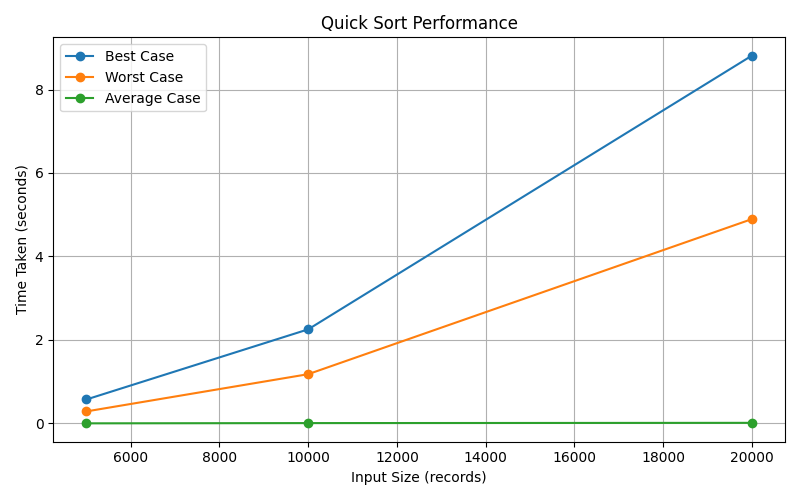 Quick Sort Performance
Best Case
Worst Case
Average Case
Time Taken (seconds)
8
6
4
2
0
6000 8000 10000 12000 14000 16000 18000 20000
Input Size (records)